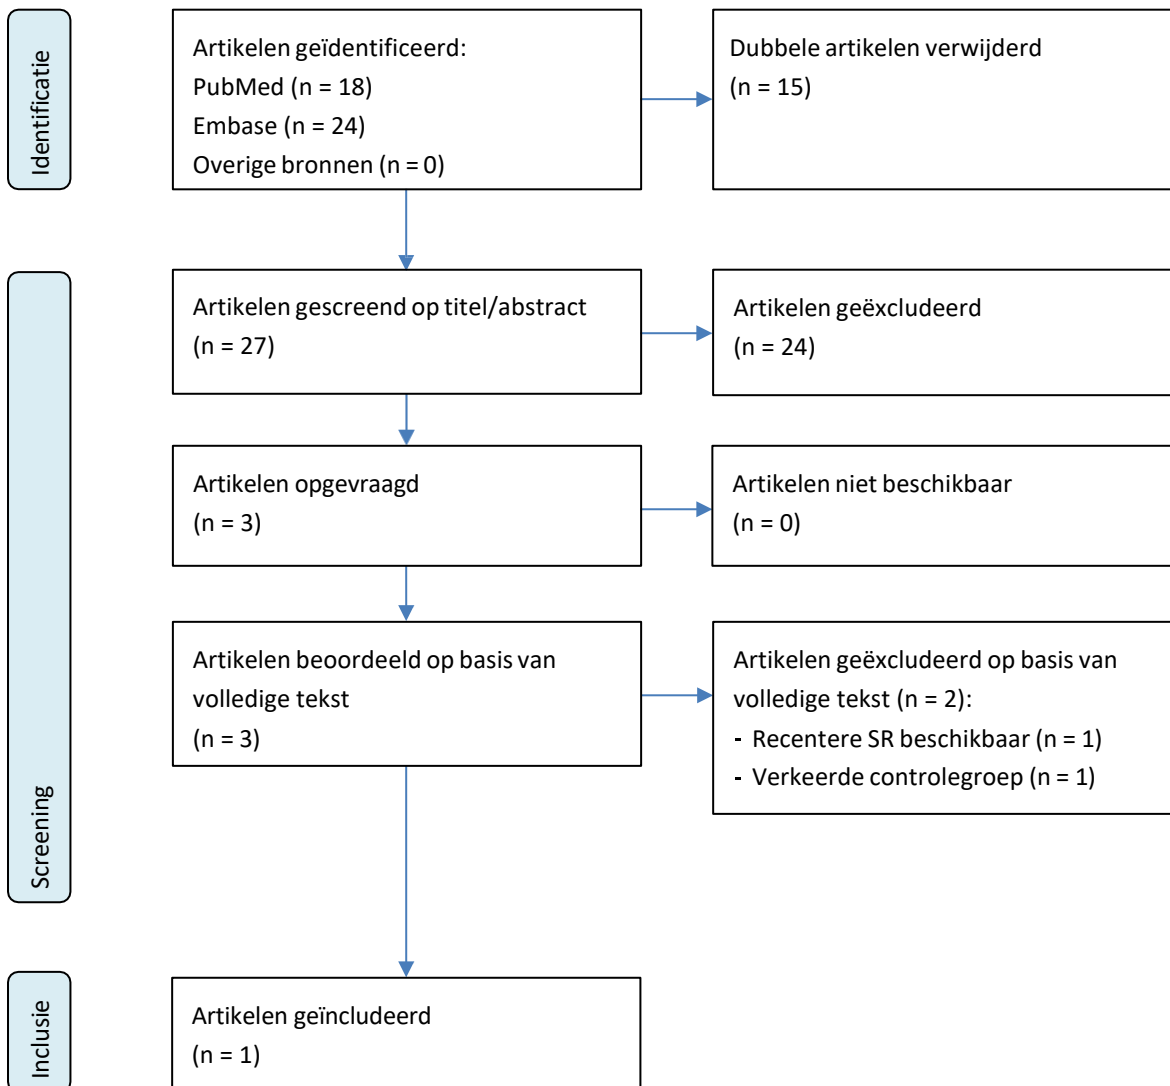 Identificatie
Artikelen geïdentificeerd:
PubMed (n = 18)
Embase (n = 24)
Overige bronnen (n = 0)
Dubbele artikelen verwijderd
(n = 15)
Screening
Artikelen gescreend op titel/abstract
(n = 27)
Artikelen geëxcludeerd
(n = 24)
Artikelen opgevraagd
(n = 3)
Artikelen niet beschikbaar
(n = 0)
Artikelen beoordeeld op basis van
volledige tekst
(n = 3)
Artikelen geëxcludeerd op basis van
volledige tekst (n = 2):
- Recentere SR beschikbaar (n = 1)
- Verkeerde controlegroep (n = 1)
Inclusie
Artikelen geïncludeerd
(n = 1)